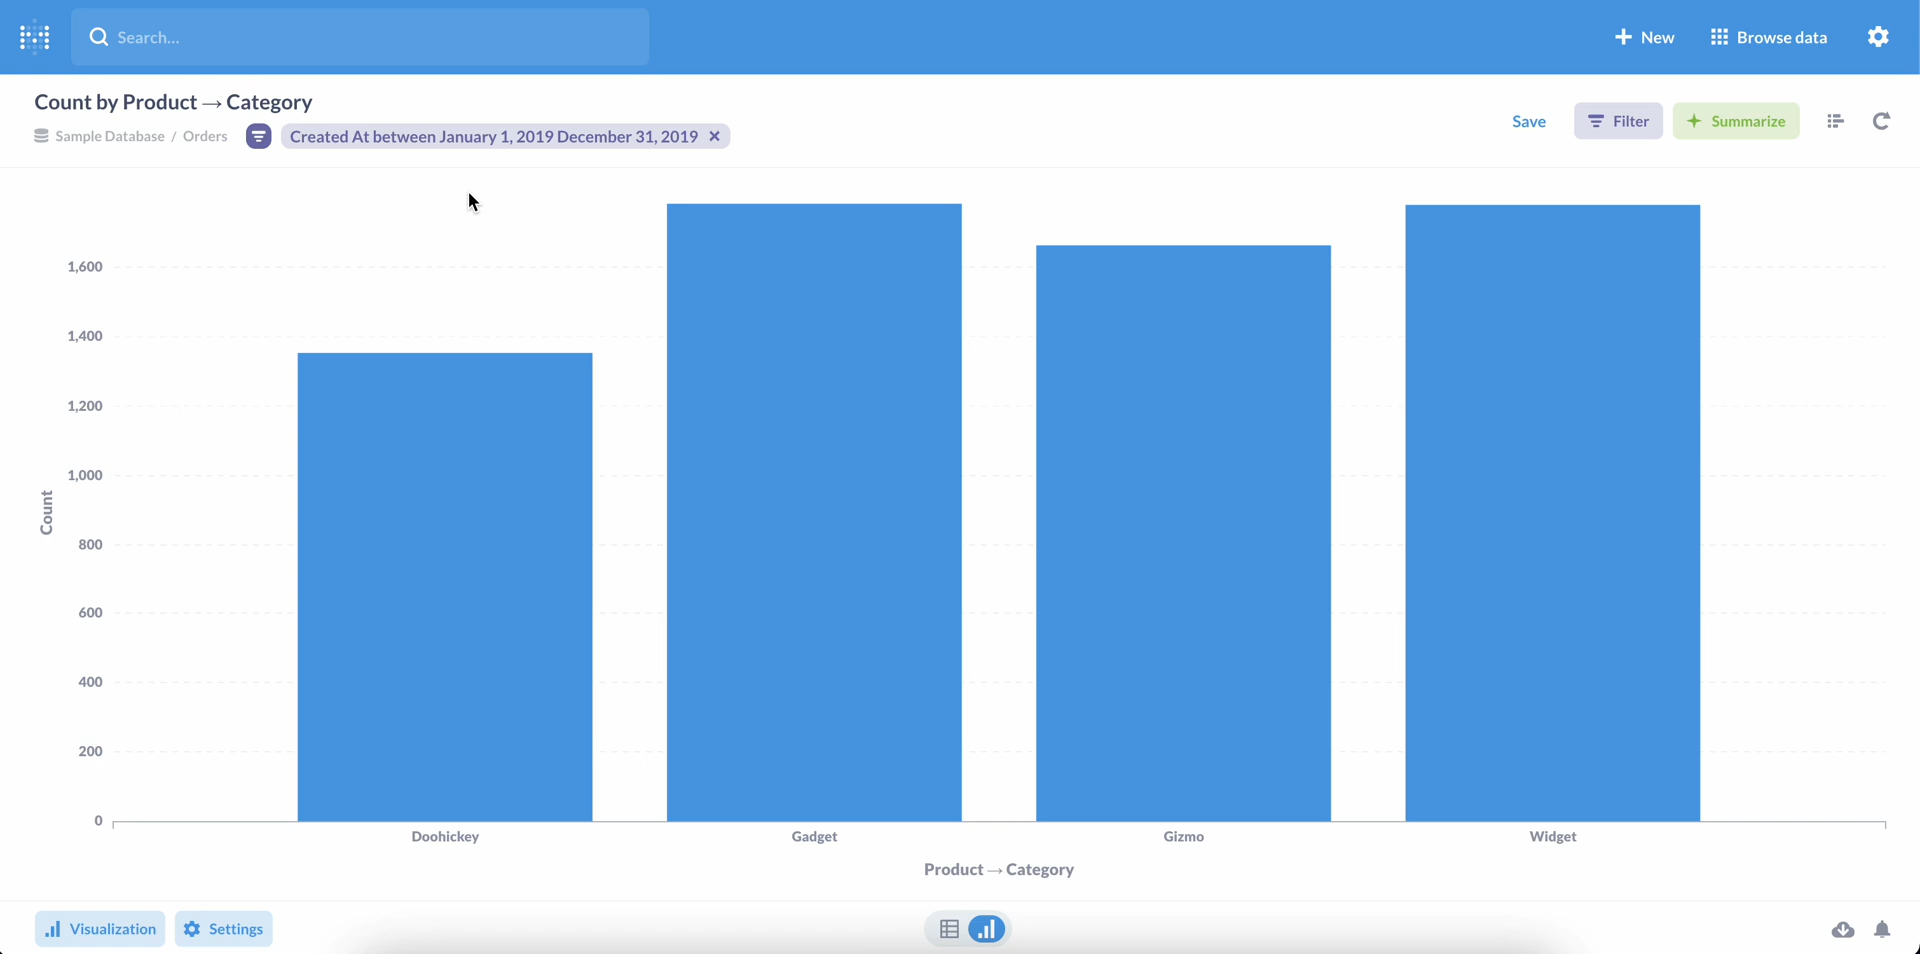 Search...
New
Browse data
Count by Product → Category
Sample Database / Orders
Created At between January 1, 2019 December 31, 2019 ×
Save
Filter
Summarize
1,600
1,400
1,200
1,000
800
600
400
200
0
Count
Doohickey
Gadget
Gizmo
Widget
Product → Category
Visualization
Settings